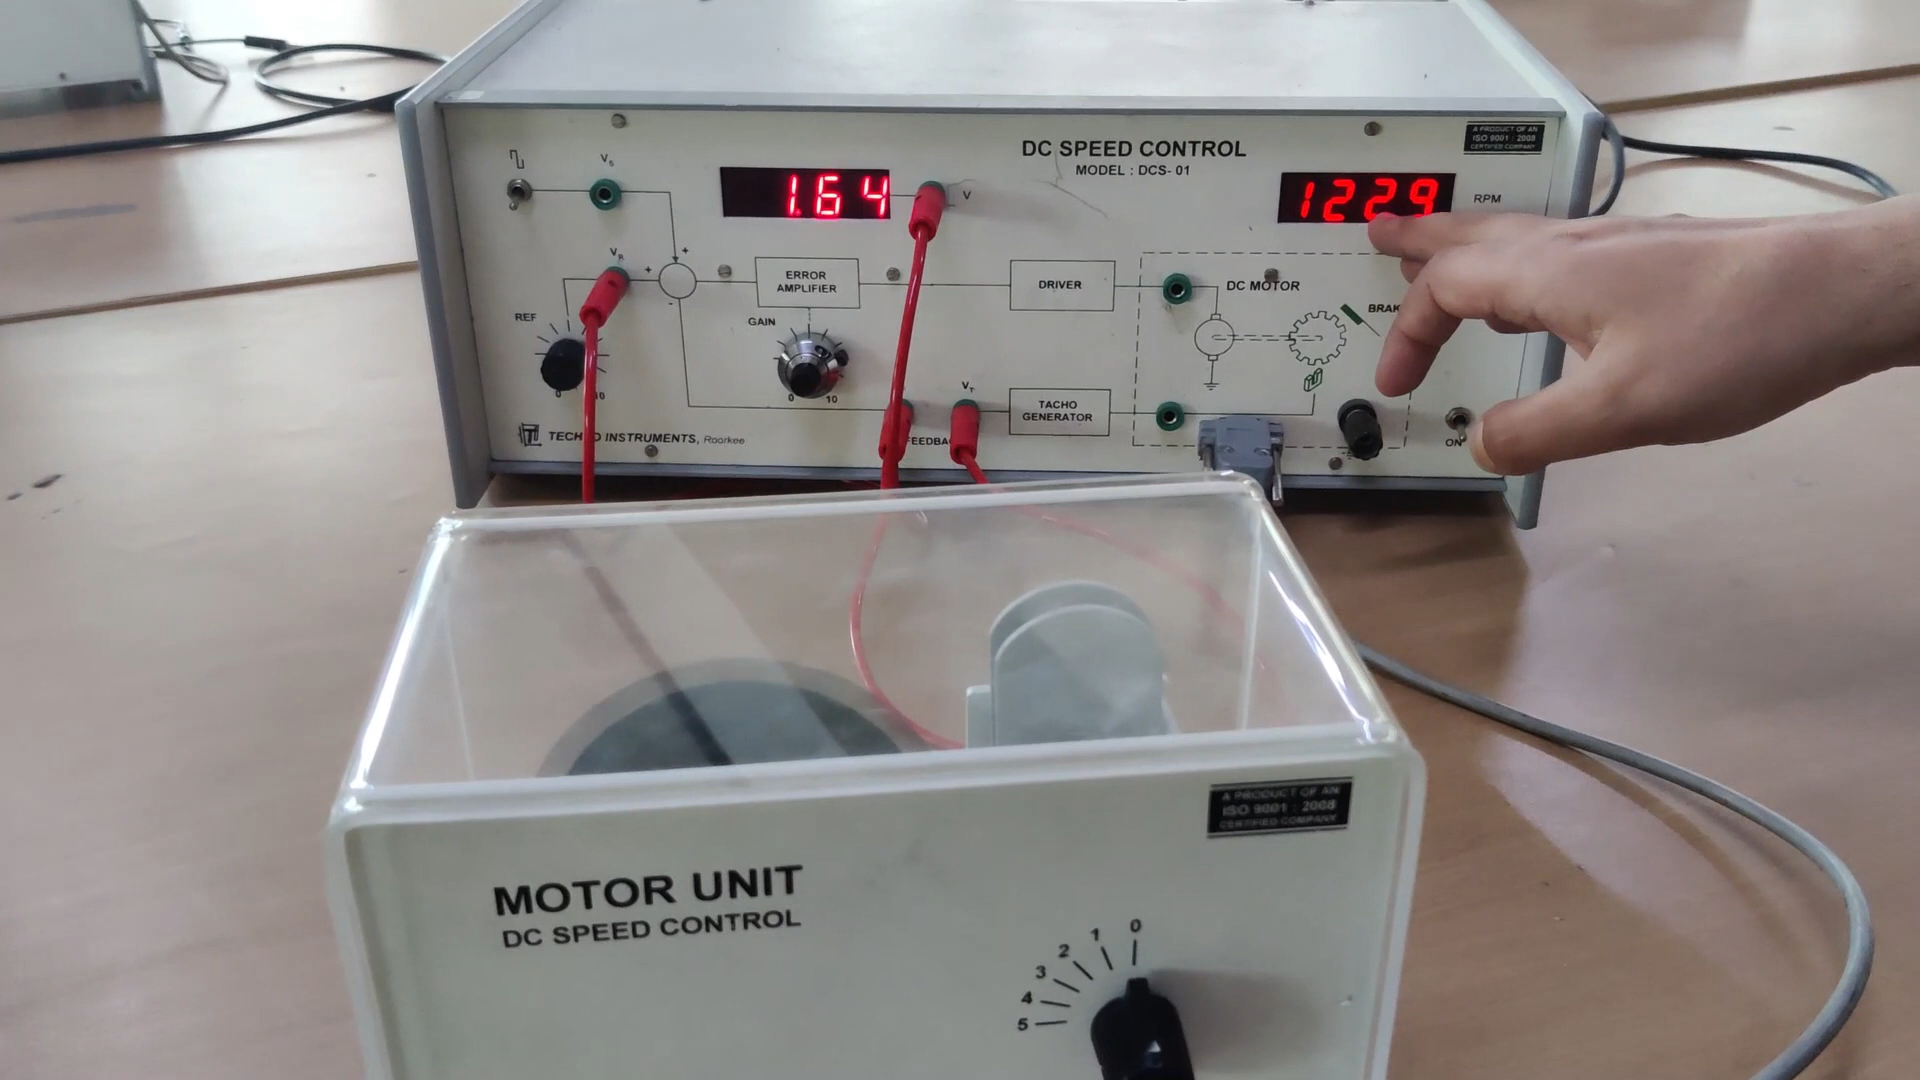 DC SPEED CONTROL
MODEL : DCS- 01
A PRODUCT OF AN
ISO 9001 : 2008
CERTIFIED COMPANY
VS
1.64
V
1229
RPM
VR
+
+
-
ERROR
AMPLIFIER
DRIVER
DC MOTOR
REF
GAIN
0
10
0
10
VT
TACHO
GENERATOR
ON
INSTRUMENTS, Roorkee
MOTOR UNIT
DC SPEED CONTROL
A PRODUCT OF AN
ISO 9001 : 2008
CERTIFIED COMPANY
0
1
2
3
4
5